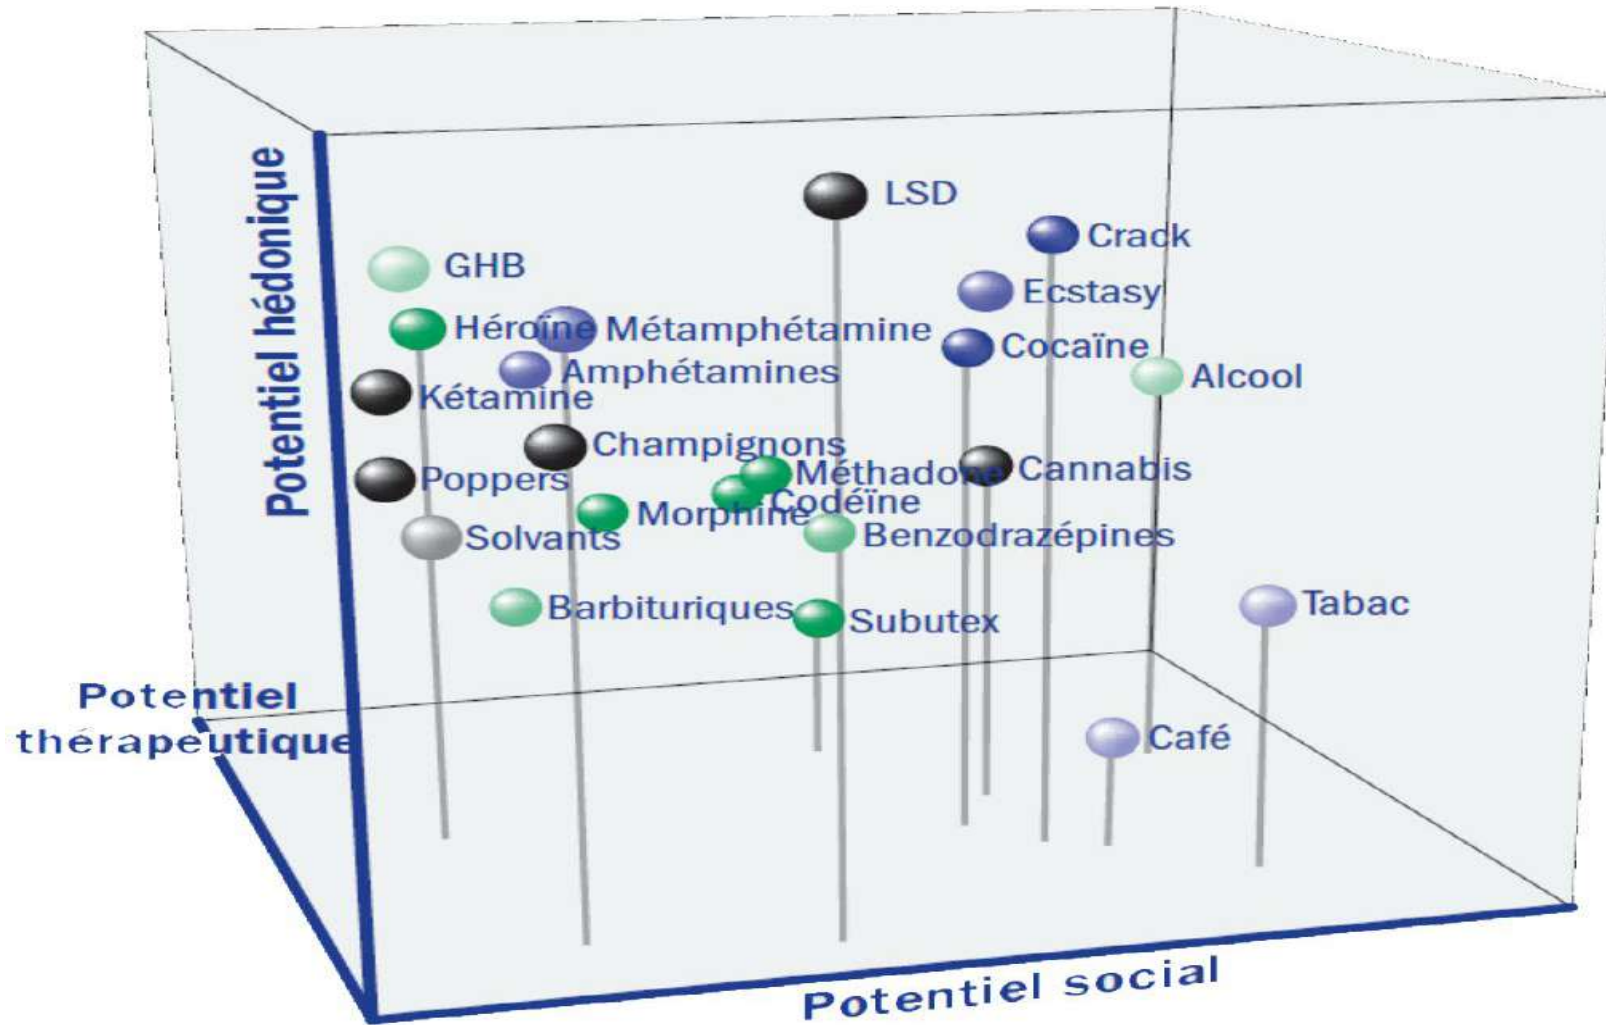 LSD
Crack
Potentiel hédonique
GHB
Ecstasy
Héroïne
Métamphétamine
Cocaïne
Amphétamines
Alcool
Kétamine
Champignons
Méthadone
Cannabis
Poppers
Codéïne
Morphine
Solvants
Benzodrazépines
Barbituriques
Subutex
Tabac
Potentiel
thérapeutique
Café
Potentiel social